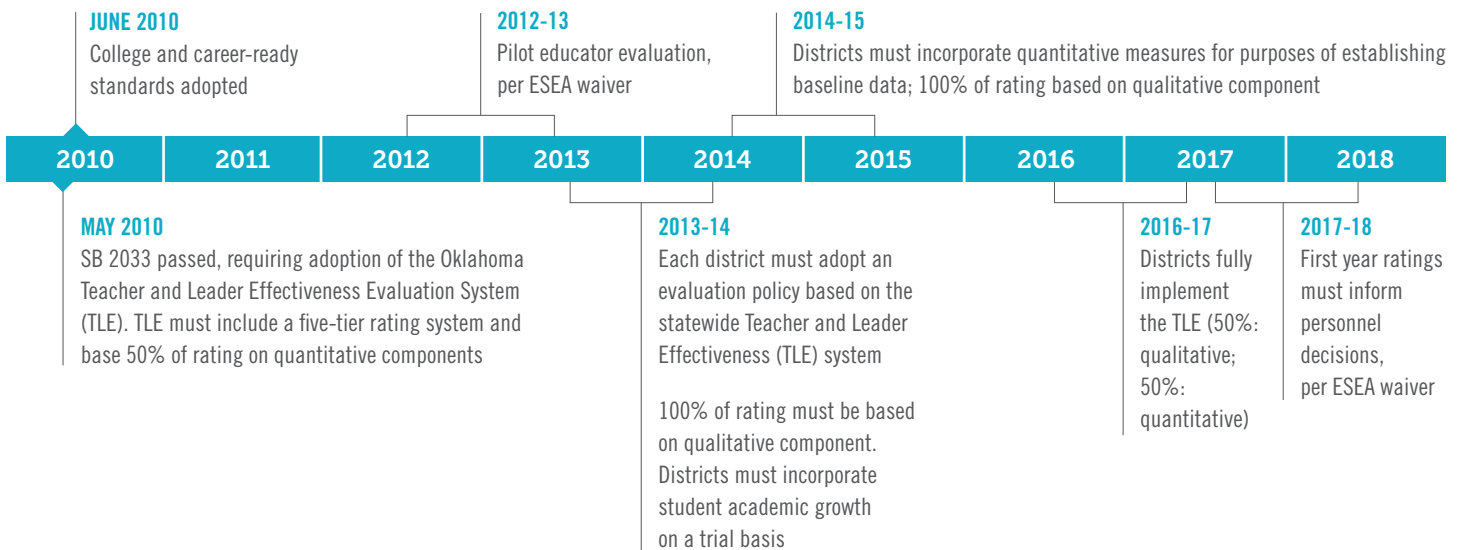 JUNE 2010
College and career-ready
standards adopted
2012-13
Pilot educator evaluation,
per ESEA waiver
2014-15
Districts must incorporate quantitative measures for purposes of establishing
baseline data; 100% of rating based on qualitative component
2010 2011 2012 2013 2014 2015 2016 2017 2018
MAY 2010
SB 2033 passed, requiring adoption of the Oklahoma
Teacher and Leader Effectiveness Evaluation System
(TLE). TLE must include a five-tier rating system and
base 50% of rating on quantitative components
2013-14
Each district must adopt an
evaluation policy based on the
statewide Teacher and Leader
Effectiveness (TLE) system
100% of rating must be based
on qualitative component.
Districts must incorporate
student academic growth
on a trial basis
2016-17
Districts fully
implement
the TLE (50%:
qualitative;
50%:
quantitative)
2017-18
First year ratings
must inform
personnel
decisions,
per ESEA waiver